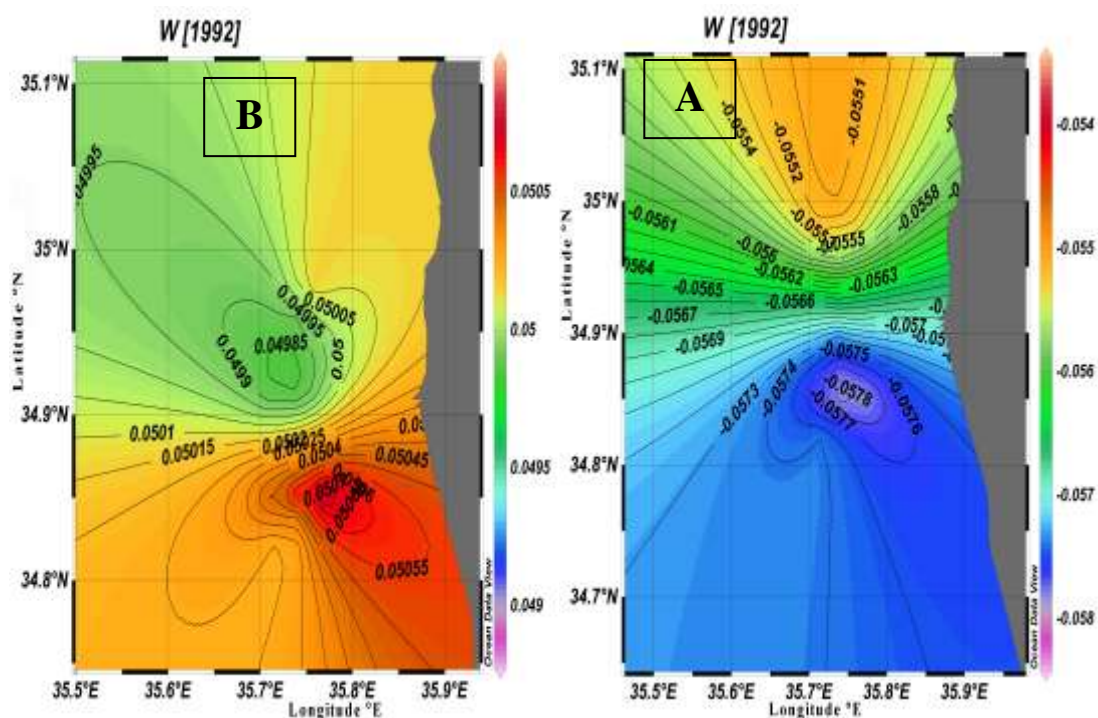 W [1992]
B
35.1°N
35°N
34.9°N
34.8°N
Latitude °N
0.04995
0.04995
0.05005
0.04985
0.0499
0.05
0.0501
0.05015
0.0504
0.05045
0.05055
35.5°E 35.6°E 35.7°E 35.8°E 35.9°E
Longitude °E
Ocean Data View
0.0505
0.05
0.0495
0.049
W [1992]
A
35.1°N
35°N
34.9°N
34.8°N
34.7°N
Latitude °N
-0.0551
-0.0554
-0.0552
-0.0558
-0.0561
-0.0555
-0.056
-0.0562
-0.0563
-0.0565
-0.0566
-0.0567
-0.0569
-0.057
-0.0575
-0.0574
-0.0573
-0.0578
-0.0577
-0.0576
35.5°E 35.6°E 35.7°E 35.8°E 35.9°E
Longitude °E
Ocean Data View
-0.054
-0.055
-0.056
-0.057
-0.058